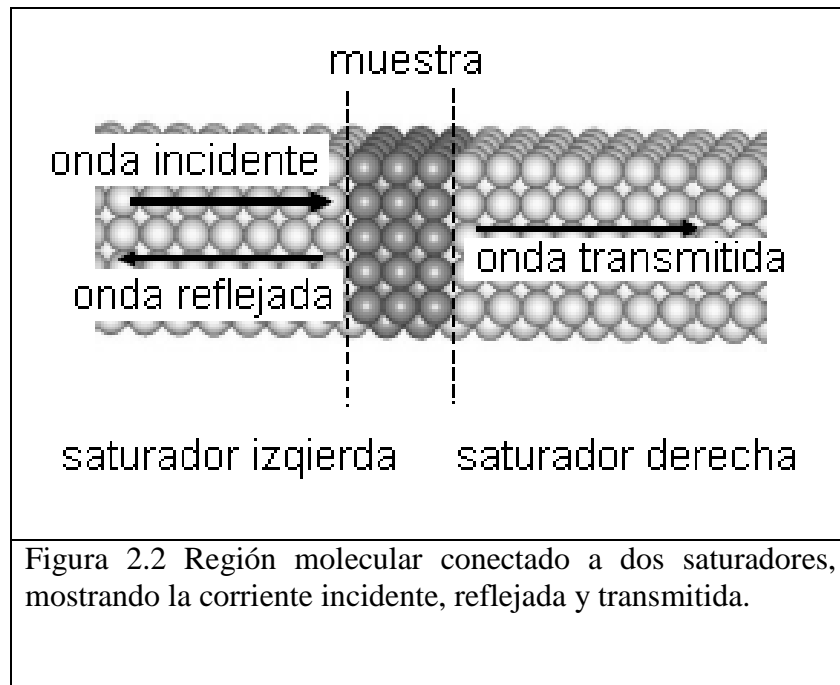 muestra
onda incidente
onda transmitida
onda reflejada
saturador izqierda saturador derecha
Figura 2.2 Región molecular conectado a dos saturadores,
mostrando la corriente incidente, reflejada y transmitida.